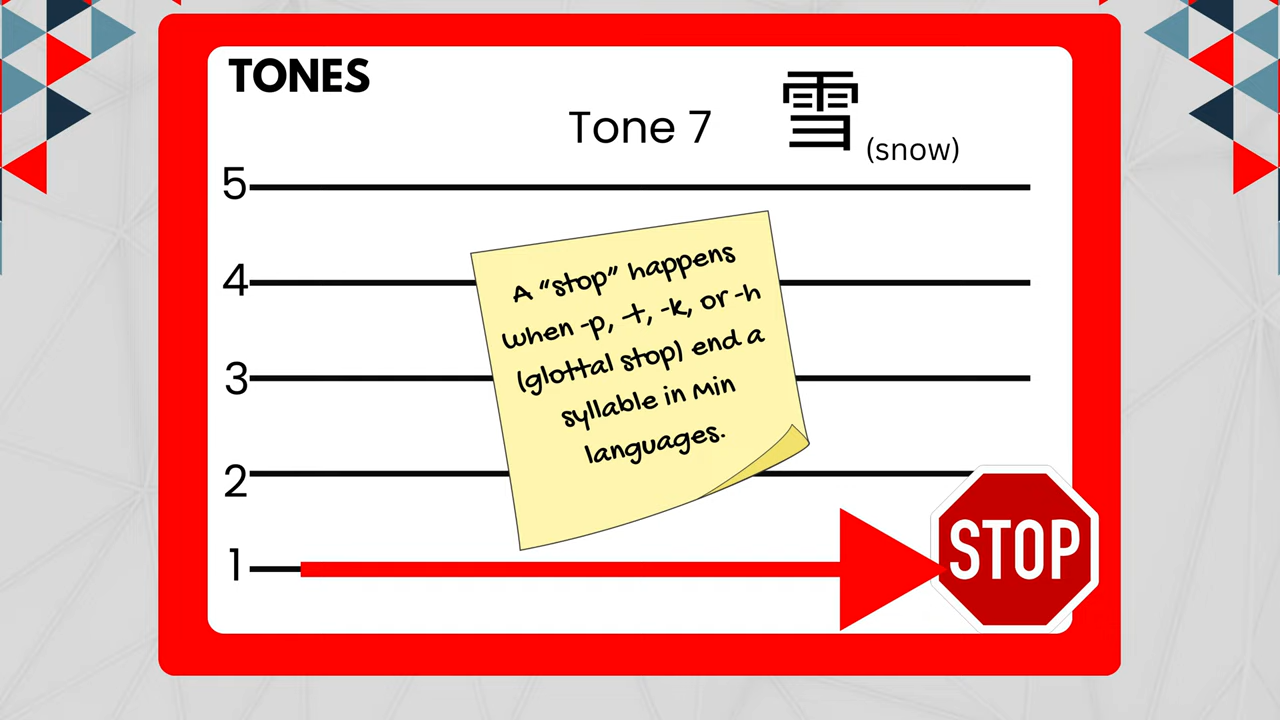 TONES
Tone 7
雪
(snow)
5
4
3
2
1
A “stop” happens
when -p, -t, -k, or -h
(glottal stop) end a
syllable in Min
languages.
STOP